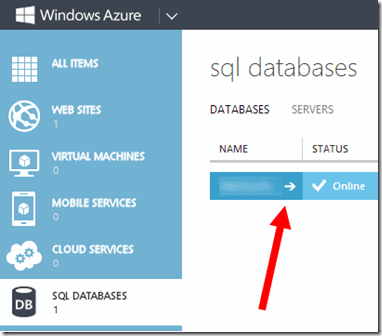 Windows Azure
ALL ITEMS
WEB SITES
1
VIRTUAL MACHINES
0
MOBILE SERVICES
0
CLOUD SERVICES
0
DB
SQL DATABASES
1
sql databases
DATABASES SERVERS
NAME STATUS
Online